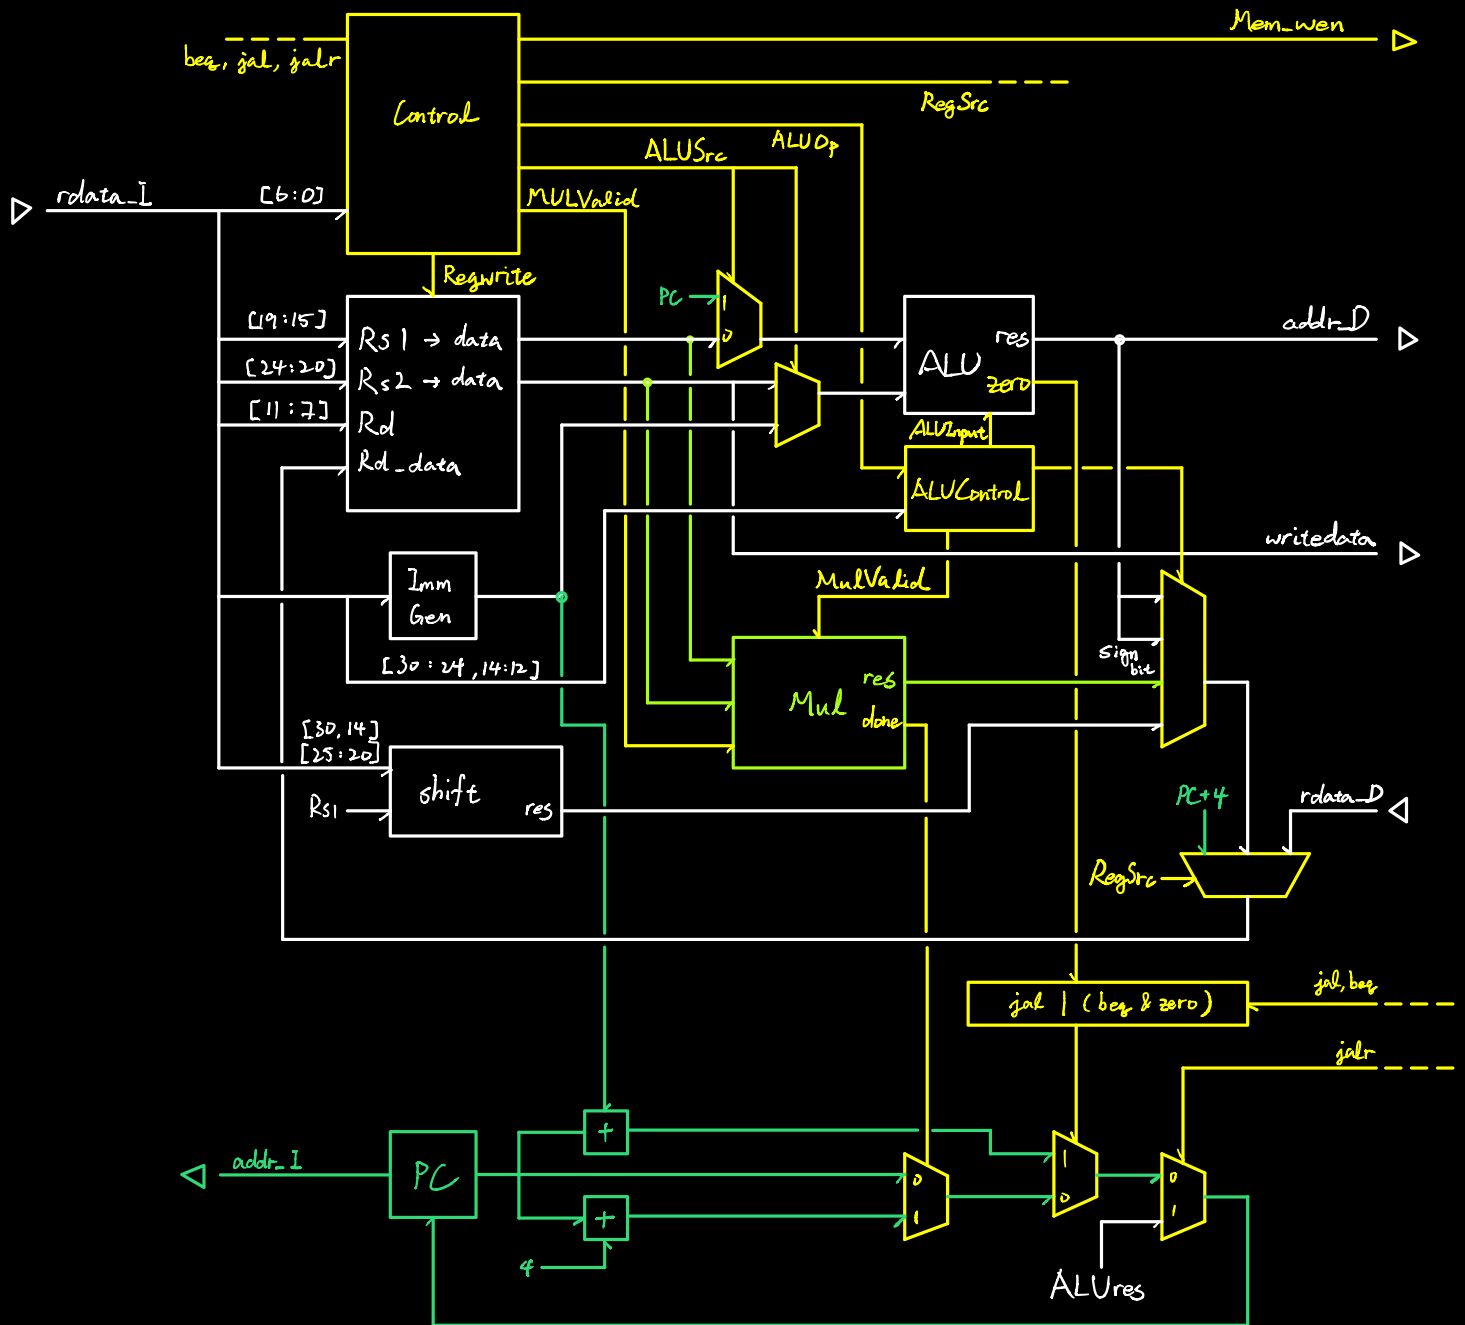 Mem_wen
beq, jal, jalr
RegSrc
Control
ALUOp
ALUSrc
rdata_I
[6:0]
MULValid
Regwrite
PC
1
0
[19:15]
Rs1 → data
[24:20]
Rs2 → data
[11:7]
Rd
Rd_data
ALU
res
zero
addr_D
ALUInput
ALUControl
writedata
Imm
Gen
MulValid
[30:24,14:12]
sign
bit
Mul
res
done
[30,14]
[25:20]
shift
res
Rs1
PC+4
rdata_D
RegSrc
jal | (beq & zero)
jal, beq
jalr
+
addr_I
PC
0
1
1
0
0
1
+
4
ALUres